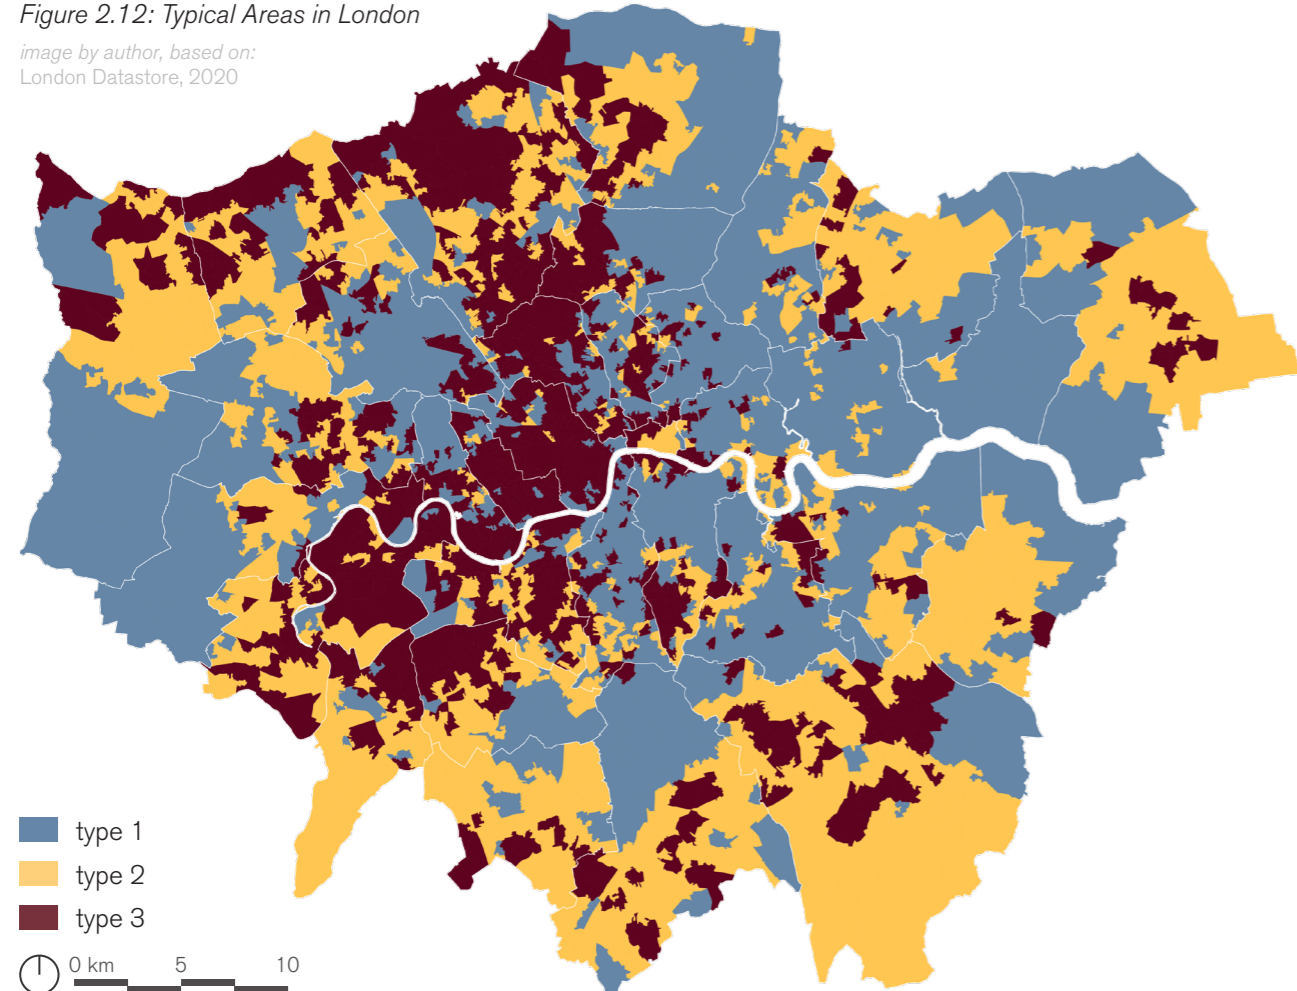 Figure 2.12: Typical Areas in London
image by author, based on:
London Datastore, 2020
type 1
type 2
type 3
0 km 5 10